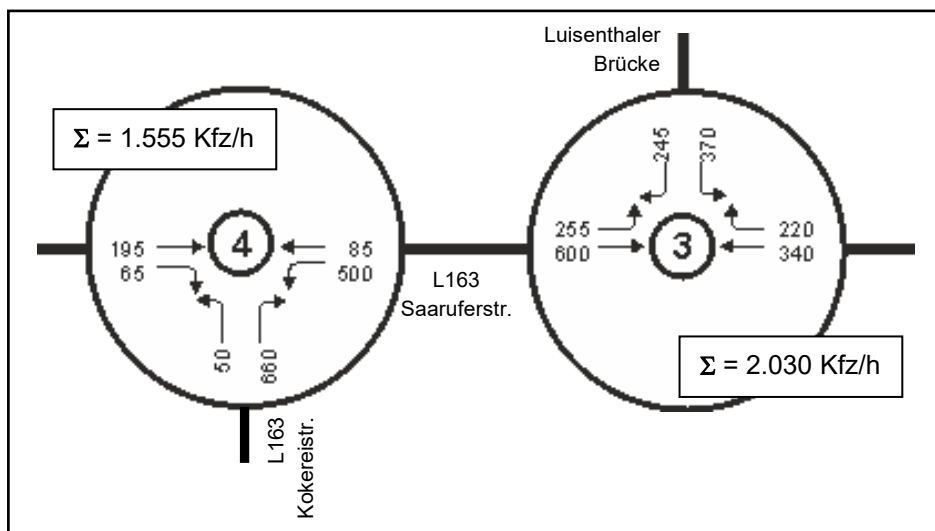 Luisenthaler
Brücke
Σ = 1.555 Kfz/h
245
370
195
65
4
85
500
50
660
255
600
3
220
340
L163
Saaruferstr.
Σ = 2.030 Kfz/h
L163
Kokereistr.